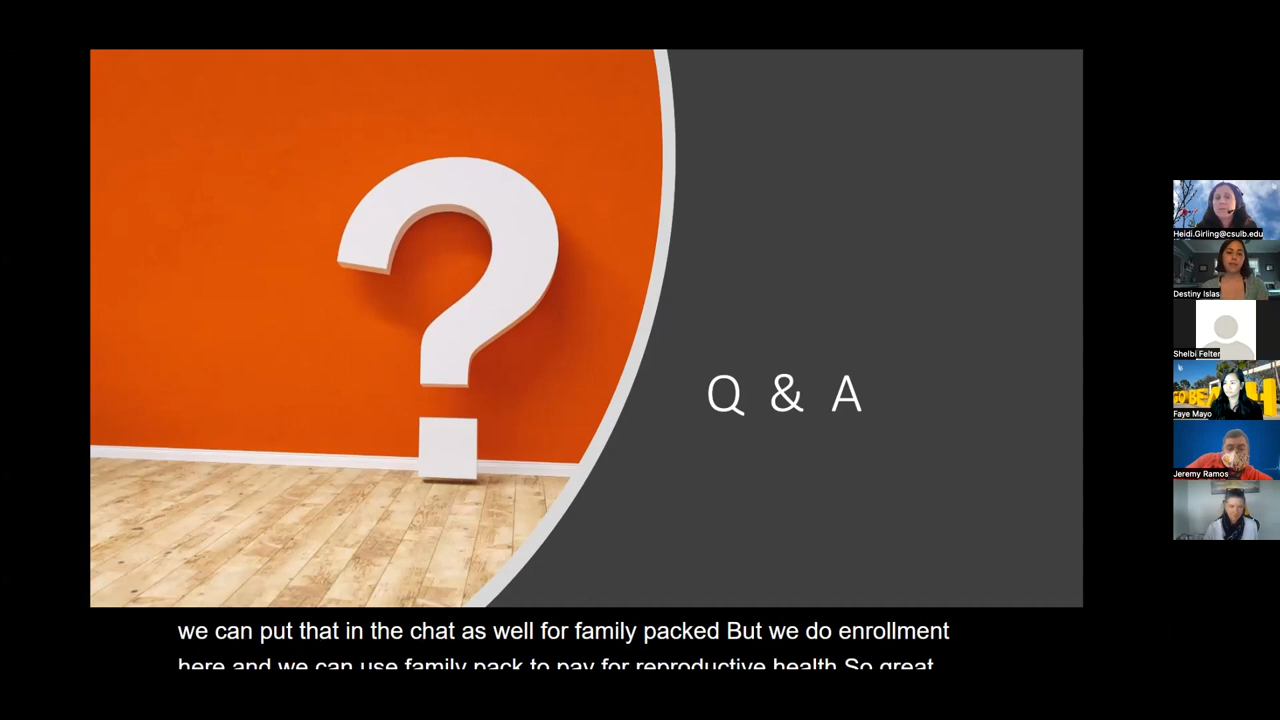 Q & A
Heidi.Girling@csulb.edu
Destiny Islas
Shelbi Felter
GO BEACH
Faye Mayo
Jeremy Ramos
we can put that in the chat as well for family packed But we do enrollment
here and we can use family pack to pay for reproductive health So great